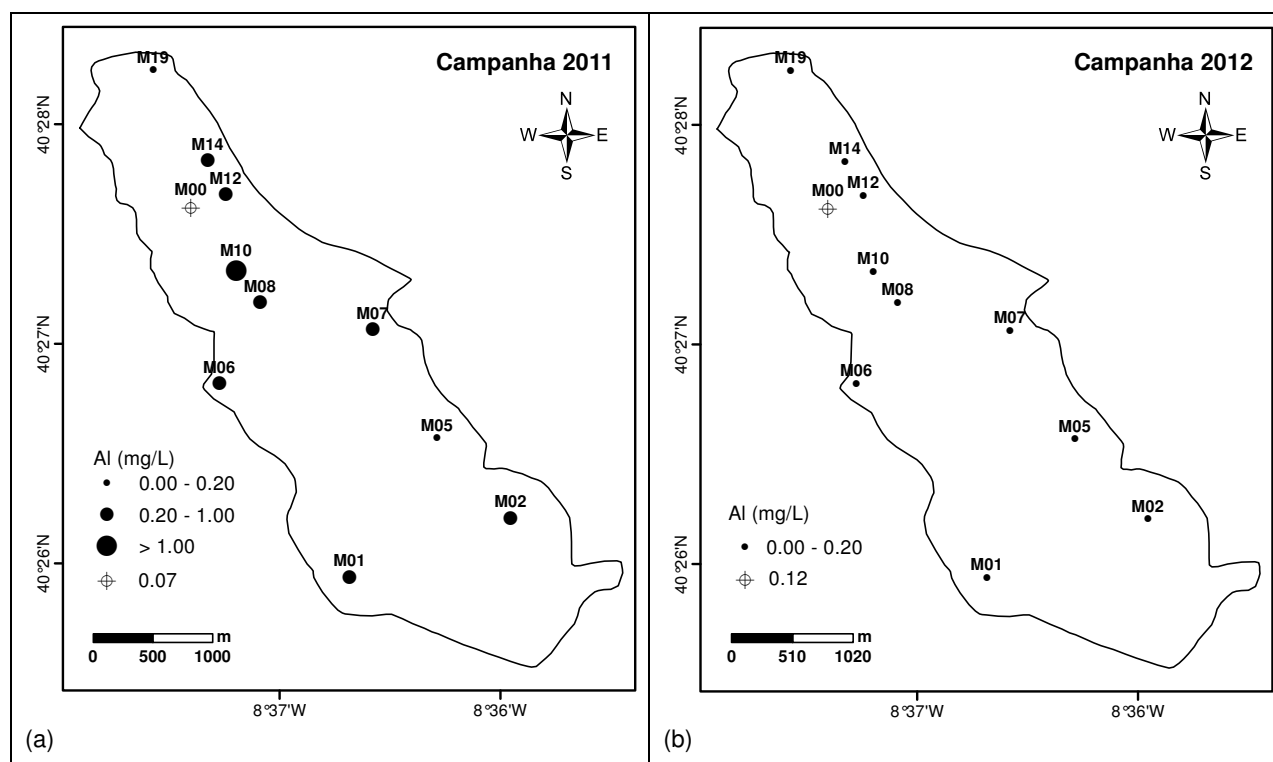 Campanha 2011
N
W E
S
M19
M14
M12
M00
M10
M08
M07
M06
M05
M02
M01
40°28'N
40°27'N
40°26'N
Al (mg/L)
0.00 - 0.20
0.20 - 1.00
> 1.00
0.07
m
0 500 1000
8°37'W 8°36'W
(a)
Campanha 2012
N
W E
S
M19
M14
M12
M00
M10
M08
M07
M06
M05
M02
M01
40°28'N
40°27'N
40°26'N
Al (mg/L)
0.00 - 0.20
0.12
m
0 510 1020
8°37'W 8°36'W
(b)